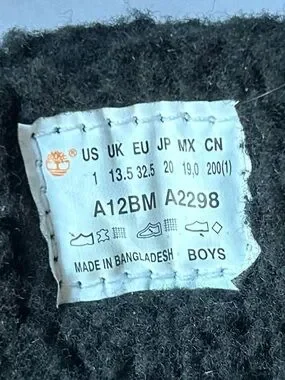 ® US UK EU JP MX CN
1 13.5 32.5 20 19,0 200(1)
A12BM A2298
MADE IN BANGLADESH BOYS